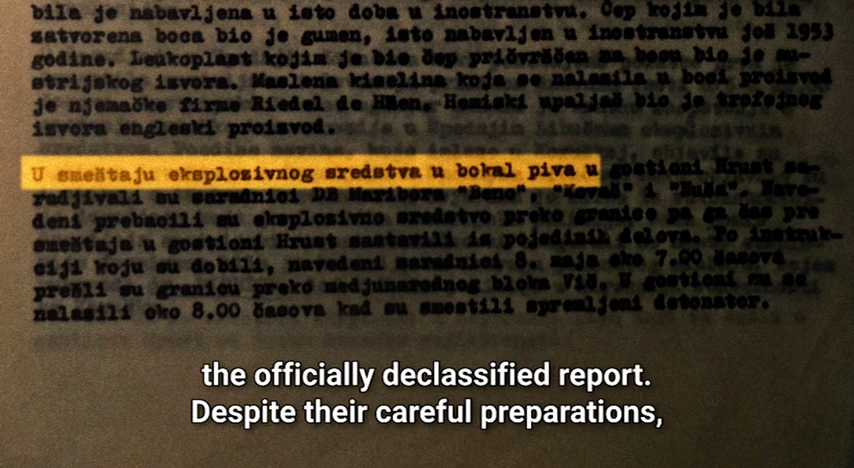 bila je nabavljena u isto doba u inostranstvu. Čep kojim je bila
zatvorena boca bio je gumen, isto nabavljen u inostranstvu još 1953
godine. Leukoplast kojim je bio čep pričvršćen na bocu bio je au-
strijskog izvora. Maslena kiselina koja se nalazila u boci proizvod
je njemačke firme Riedel de Häen. Hemiski upaljač bio je trofejnog
izvora engleski proizvod.
U smeštaju eksplozivnog sredstva u bokal piva u gostioni Hrust sa-
radjivali su saradnici DB Maribora "Beno", "Kovač" i "Nuša". Nave-
deni prebacili su eksplozivno sredstvo preko granice pa ga čas pre
smeštaja u gostioni Hrust sastavili iz pojedinih delova. Po instruk-
ciji koju su dobili, navedeni saradnici 8. maja oko 7.00 časova
prešli su granicu preko medjunarodnog bloka Vič. U gostioni su se
nalazili oko 8.00 časova kad su smestili spremljeni detonator.
the officially declassified report.
Despite their careful preparations,